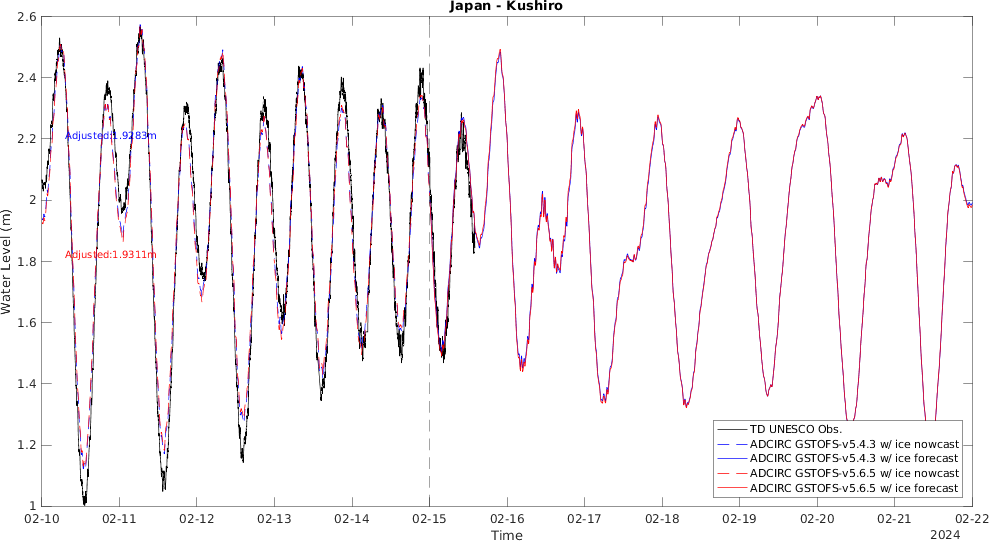 Japan - Kushiro
2.6
2.4
2.2
2
1.8
1.6
1.4
1.2
1
Water Level (m)
Adjusted:1.9283m
Adjusted:1.9311m
TD UNESCO Obs.
ADCIRC GSTOFS-v5.4.3 w/ ice nowcast
ADCIRC GSTOFS-v5.4.3 w/ ice forecast
ADCIRC GSTOFS-v5.6.5 w/ ice nowcast
ADCIRC GSTOFS-v5.6.5 w/ ice forecast
02-10 02-11 02-12 02-13 02-14 02-15 02-16 02-17 02-18 02-19 02-20 02-21 02-22
Time
2024